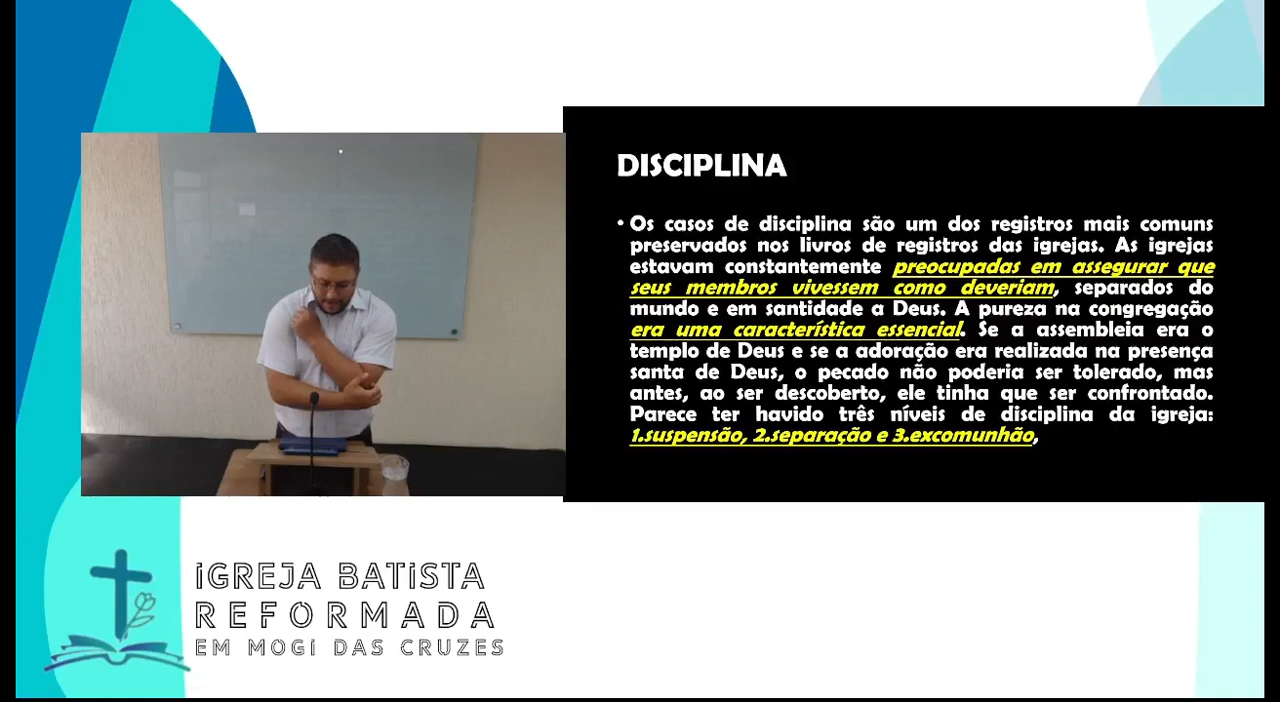 DISCIPLINA
• Os casos de disciplina são um dos registros mais comuns
preservados nos livros de registros das igrejas. As igrejas
estavam constantemente preocupadas em assegurar que
seus membros vivessem como deveriam, separados do
mundo e em santidade a Deus. A pureza na congregação
era uma característica essencial. Se a assembleia era o
templo de Deus e se a adoração era realizada na presença
santa de Deus, o pecado não poderia ser tolerado, mas
antes, ao ser descoberto, ele tinha que ser confrontado.
Parece ter havido três níveis de disciplina da igreja:
1.suspensão, 2.separação e 3.excomunhão,
iGREJA BATiSTA
REFORMADA
EM MOGi DAS CRUZES